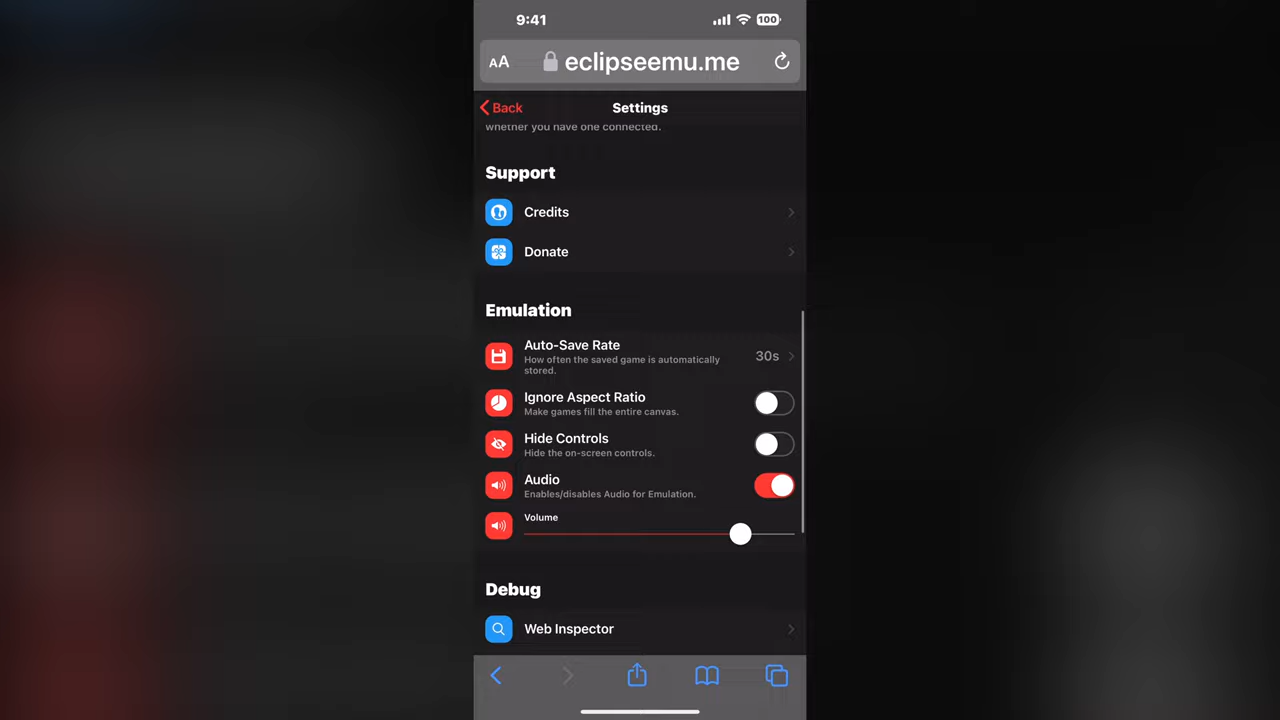 9:41
100
AA
eclipseemu.me
Back
Settings
whether you have one connected.
Support
Credits
Donate
Emulation
Auto-Save Rate
How often the saved game is automatically
stored.
30s
Ignore Aspect Ratio
Make games fill the entire canvas.
Hide Controls
Hide the on-screen controls.
Audio
Enables/disables Audio for Emulation.
Volume
Debug
Web Inspector